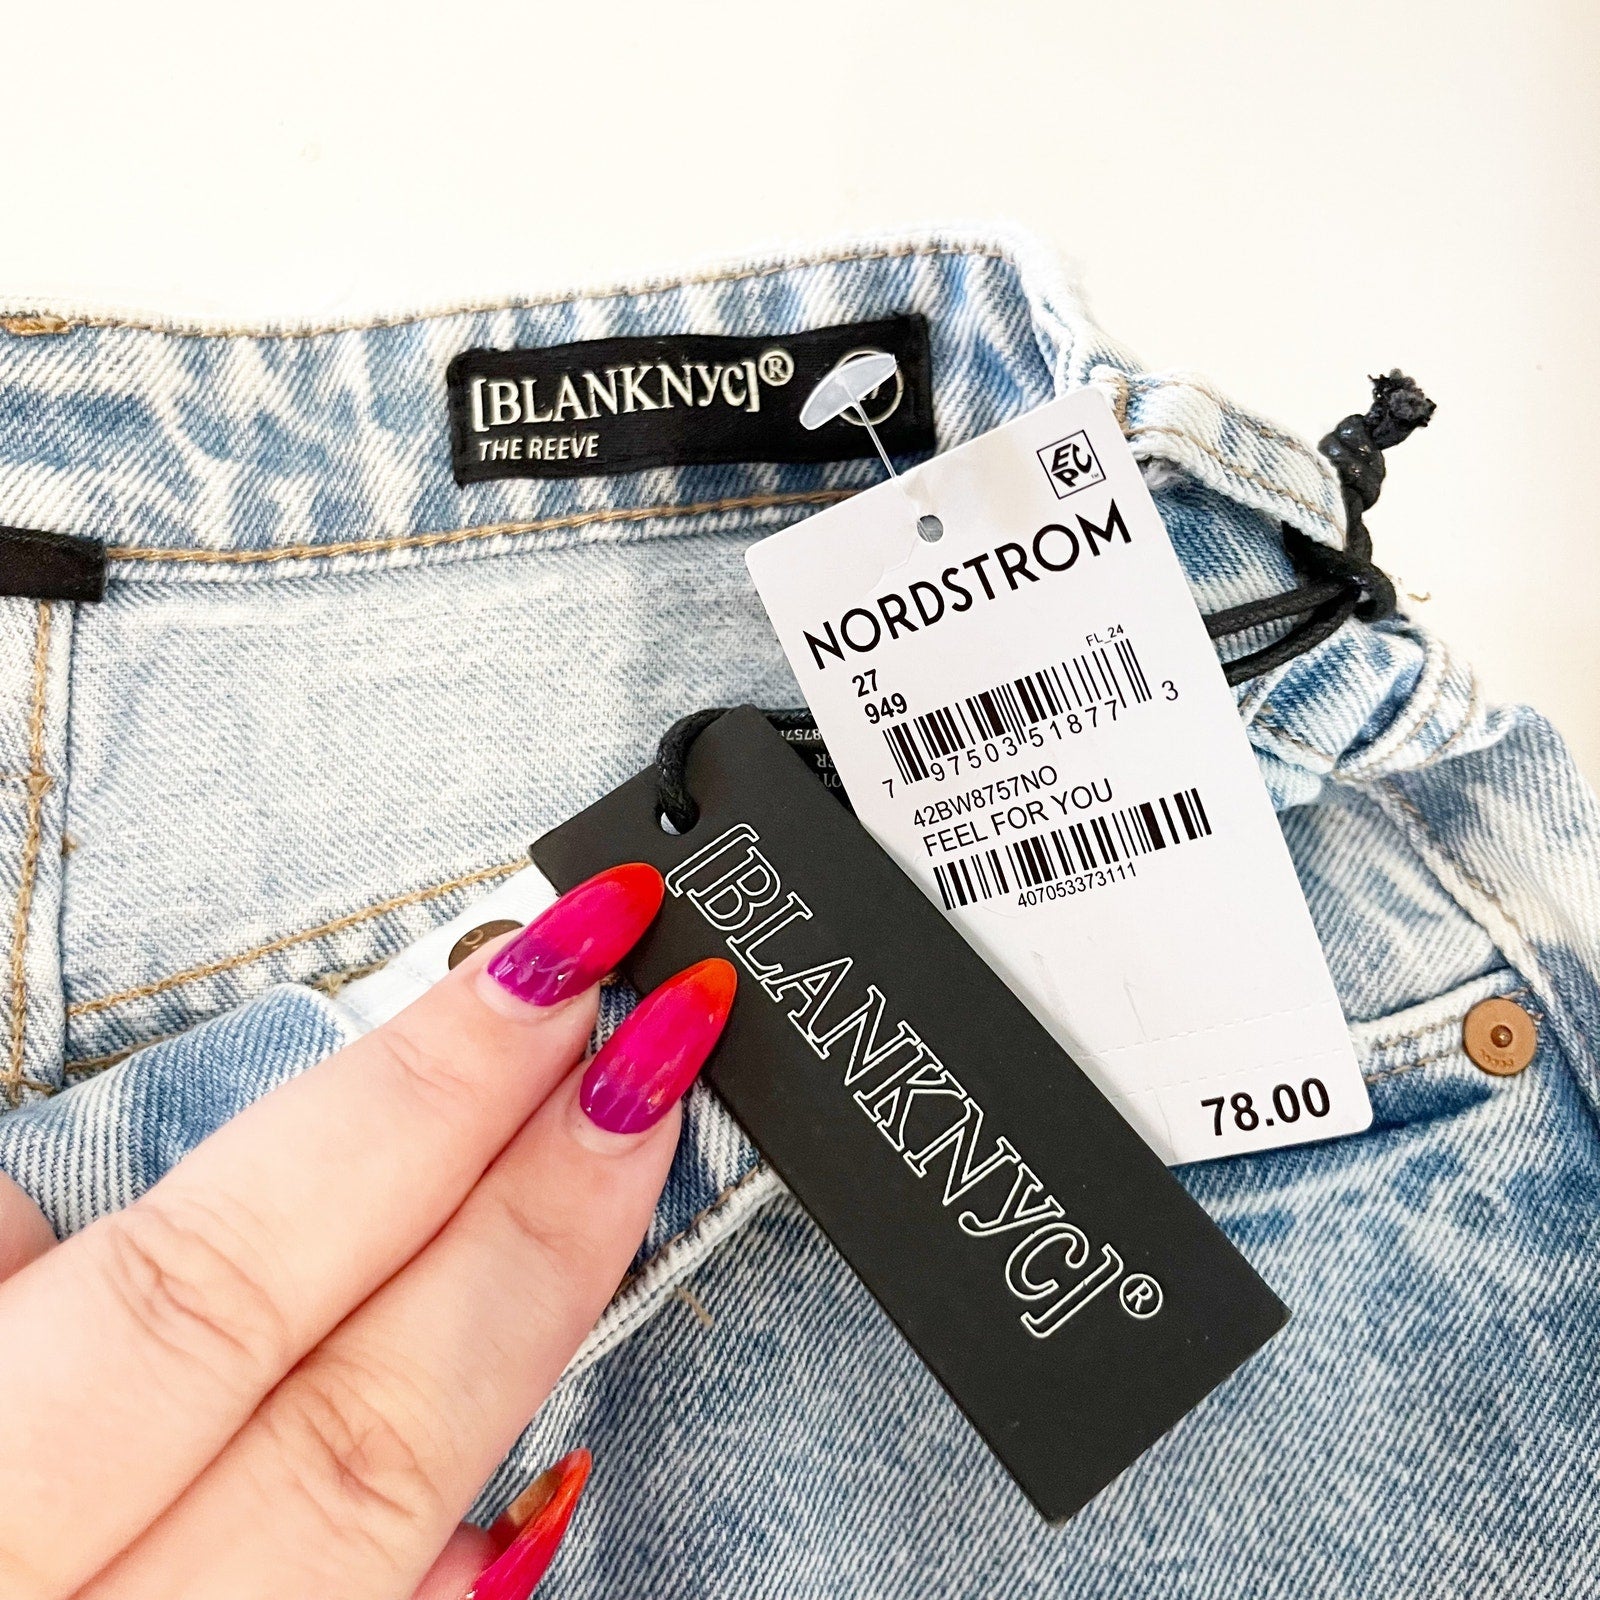 [BLANKNYC]®
THE REEVE
EPC
NORDSTROM
FL_24
27
949
7 97503 51877 3
42BW8757NO
FEEL FOR YOU
407053373111
78.00
[BLANKNYC]®